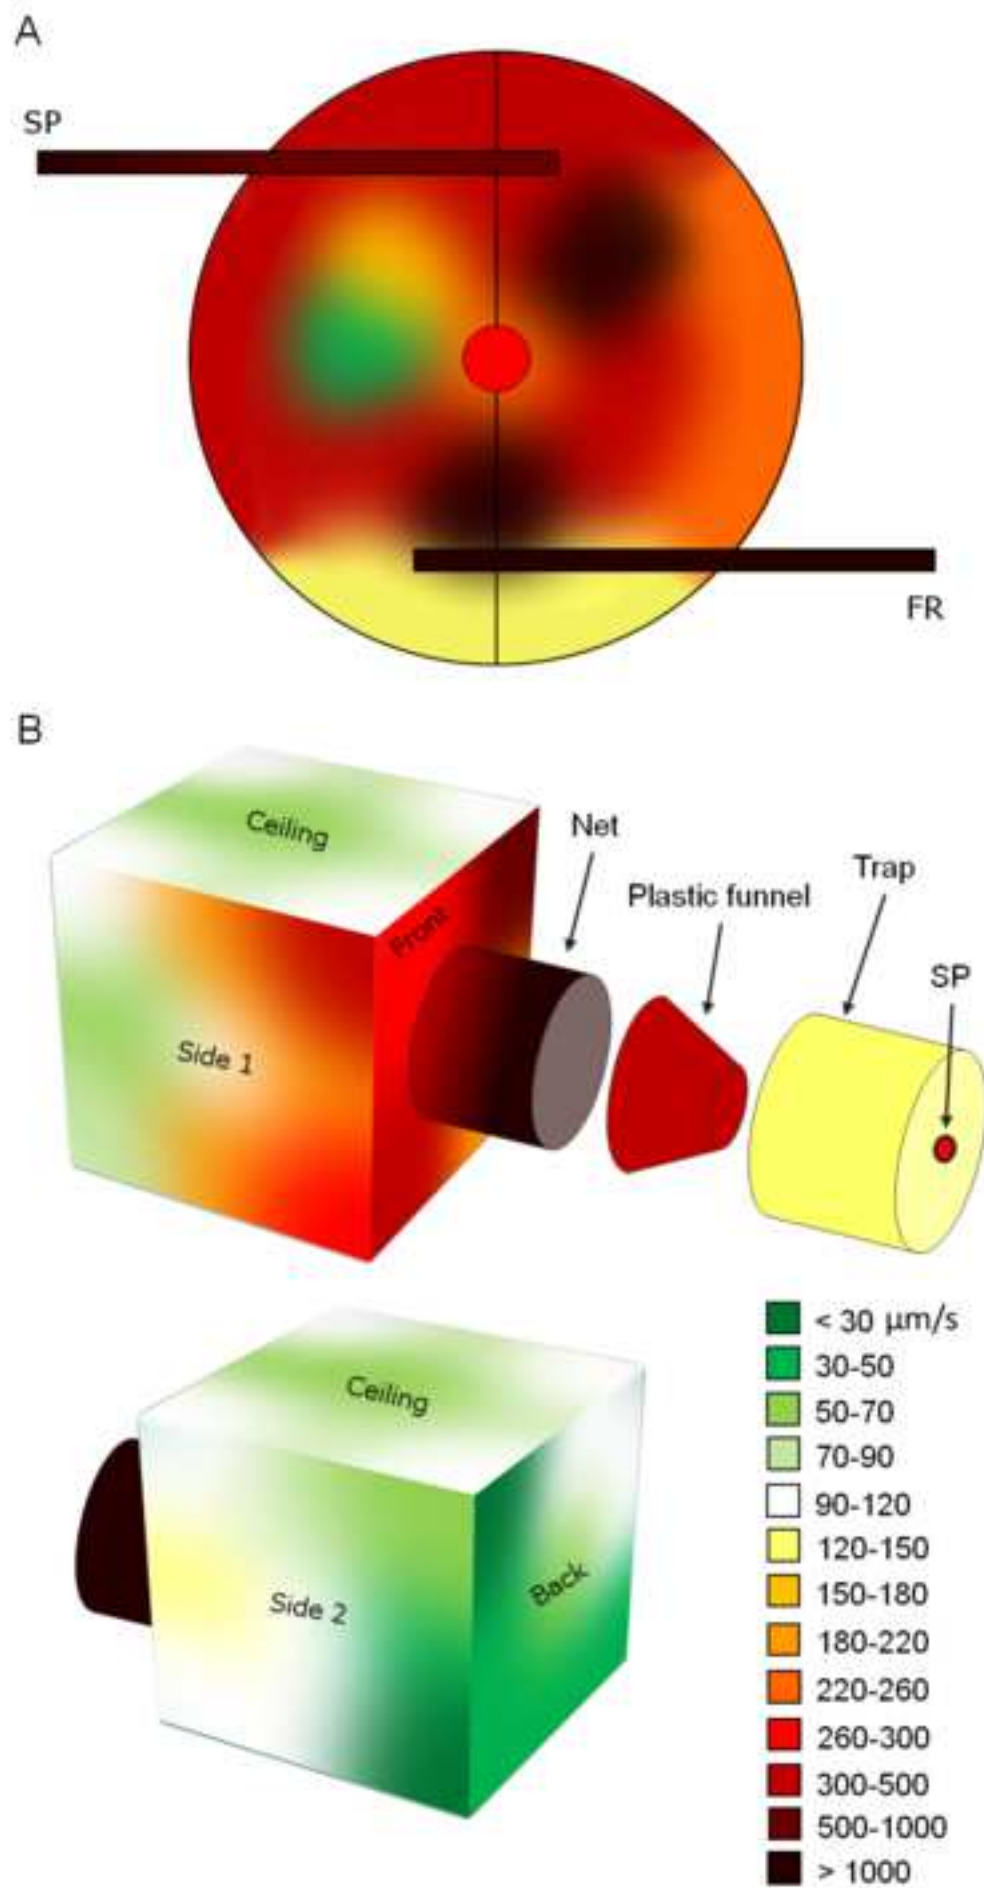 A
SP
FR
B
Ceiling
Net
Plastic funnel
Trap
SP
Front
Side 1
Ceiling
Side 2
Back
< 30 µm/s
30-50
50-70
70-90
90-120
120-150
150-180
180-220
220-260
260-300
300-500
500-1000
> 1000